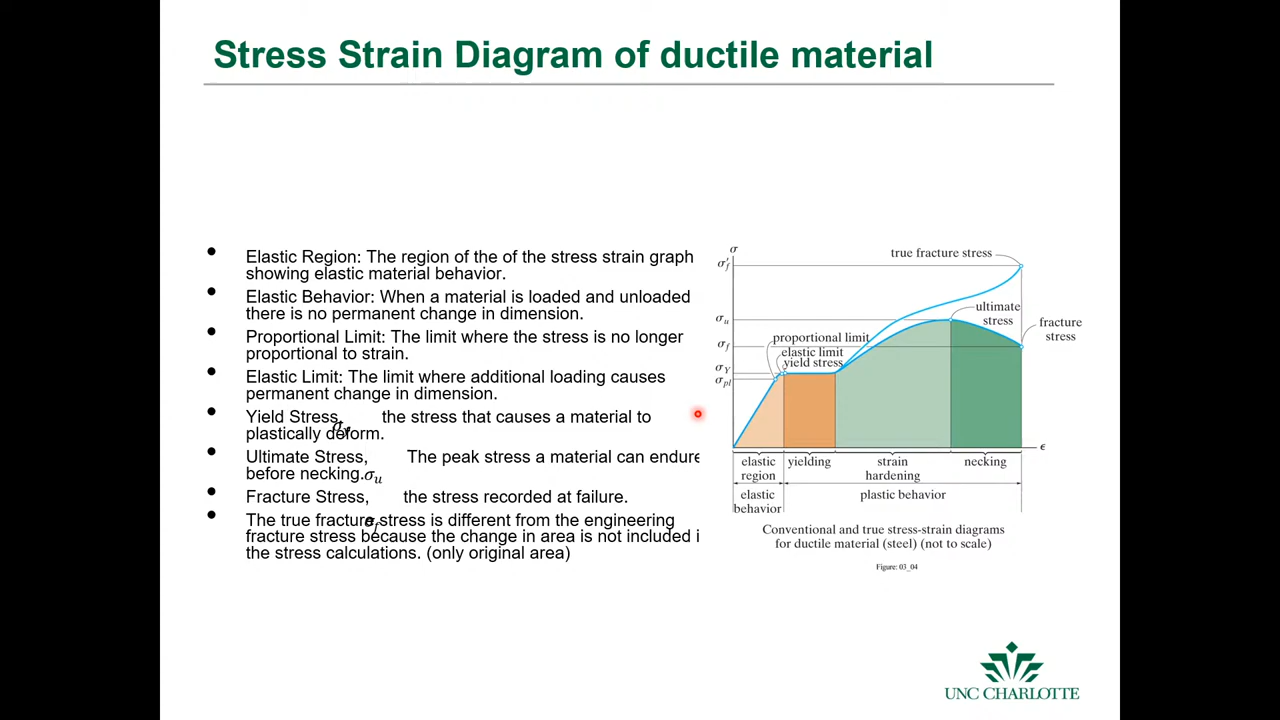 Stress Strain Diagram of ductile material
• Elastic Region: The region of the of the stress strain graph
showing elastic material behavior.
• Elastic Behavior: When a material is loaded and unloaded
there is no permanent change in dimension.
• Proportional Limit: The limit where the stress is no longer
proportional to strain.
• Elastic Limit: The limit where additional loading causes
permanent change in dimension.
• Yield Stress, the stress that causes a material to
plastically deform.
• Ultimate Stress, The peak stress a material can endure
before necking. σu
• Fracture Stress, the stress recorded at failure.
• The true fracture stress is different from the engineering
fracture stress because the change in area is not included i
the stress calculations. (only original area)
σ
σ′f
true fracture stress
σu
ultimate
stress
fracture
stress
σf
proportional limit
elastic limit
yield stress
σY
σpl
ϵ
elastic
region
yielding
strain
hardening
necking
elastic
behavior
plastic behavior
Conventional and true stress-strain diagrams
for ductile material (steel) (not to scale)
Figure: 03_04
UNC CHARLOTTE